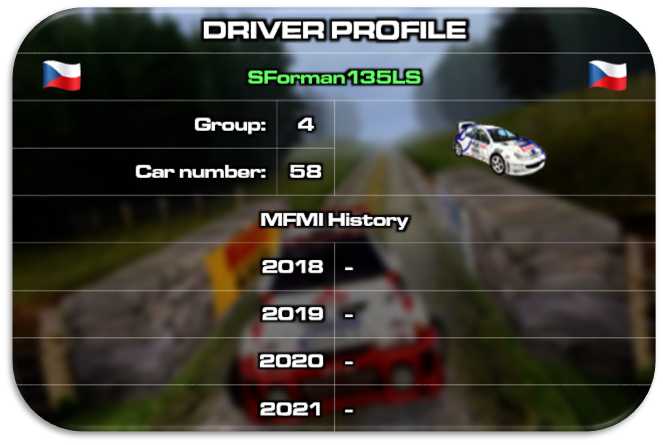 DRIVER PROFILE
SForman135LS
Group: 4
Car number: 58
MFMI History
2018 -
2019 -
2020 -
2021 -